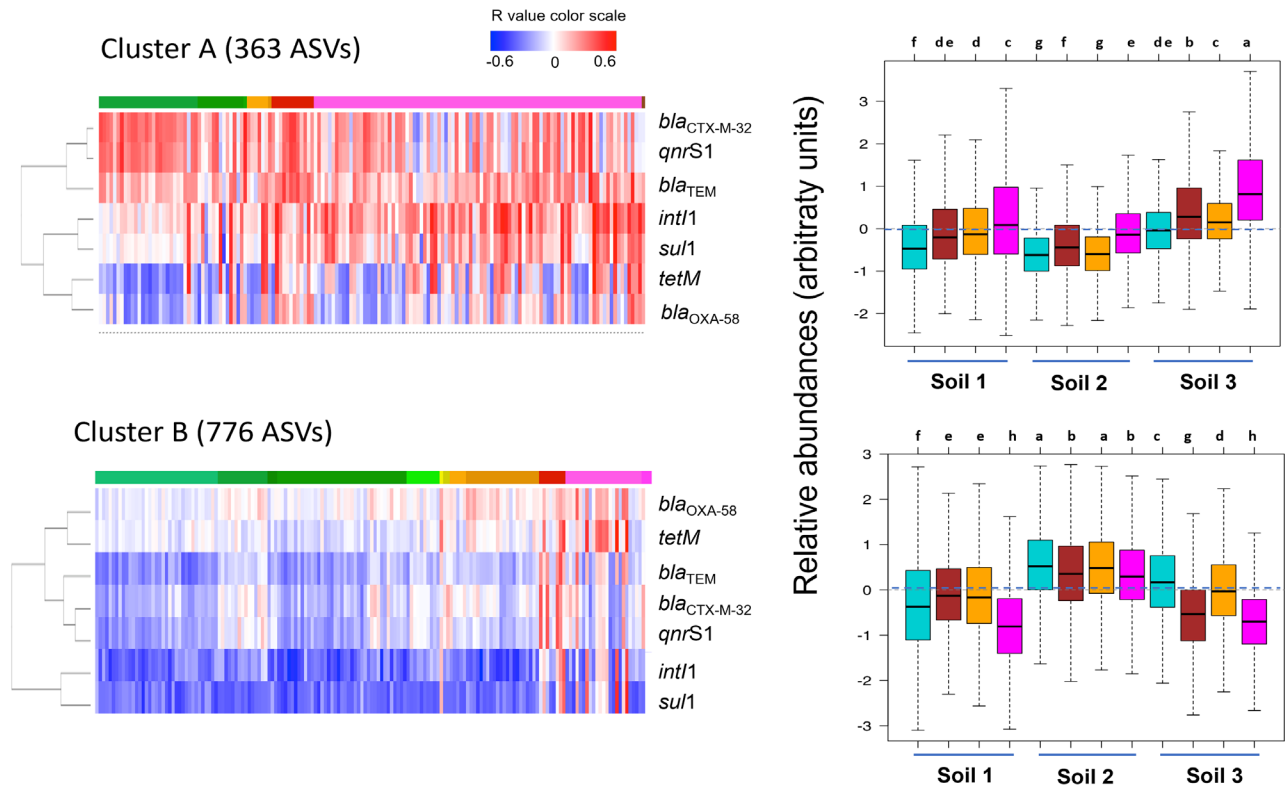 R value color scale
-0.6 0 0.6
Cluster A (363 ASVs)
blaCTX-M-32
qnrS1
blaTEM
intI1
sul1
tetM
blaOXA-58
Cluster B (776 ASVs)
blaOXA-58
tetM
blaTEM
blaCTX-M-32
qnrS1
intI1
sul1
Relative abundances (arbitraty units)
f de d c g f g e de b c a
3
2
1
0
-1
-2
Soil 1 Soil 2 Soil 3
f e e h a b a b c g d h
3
2
1
0
-1
-2
-3
Soil 1 Soil 2 Soil 3